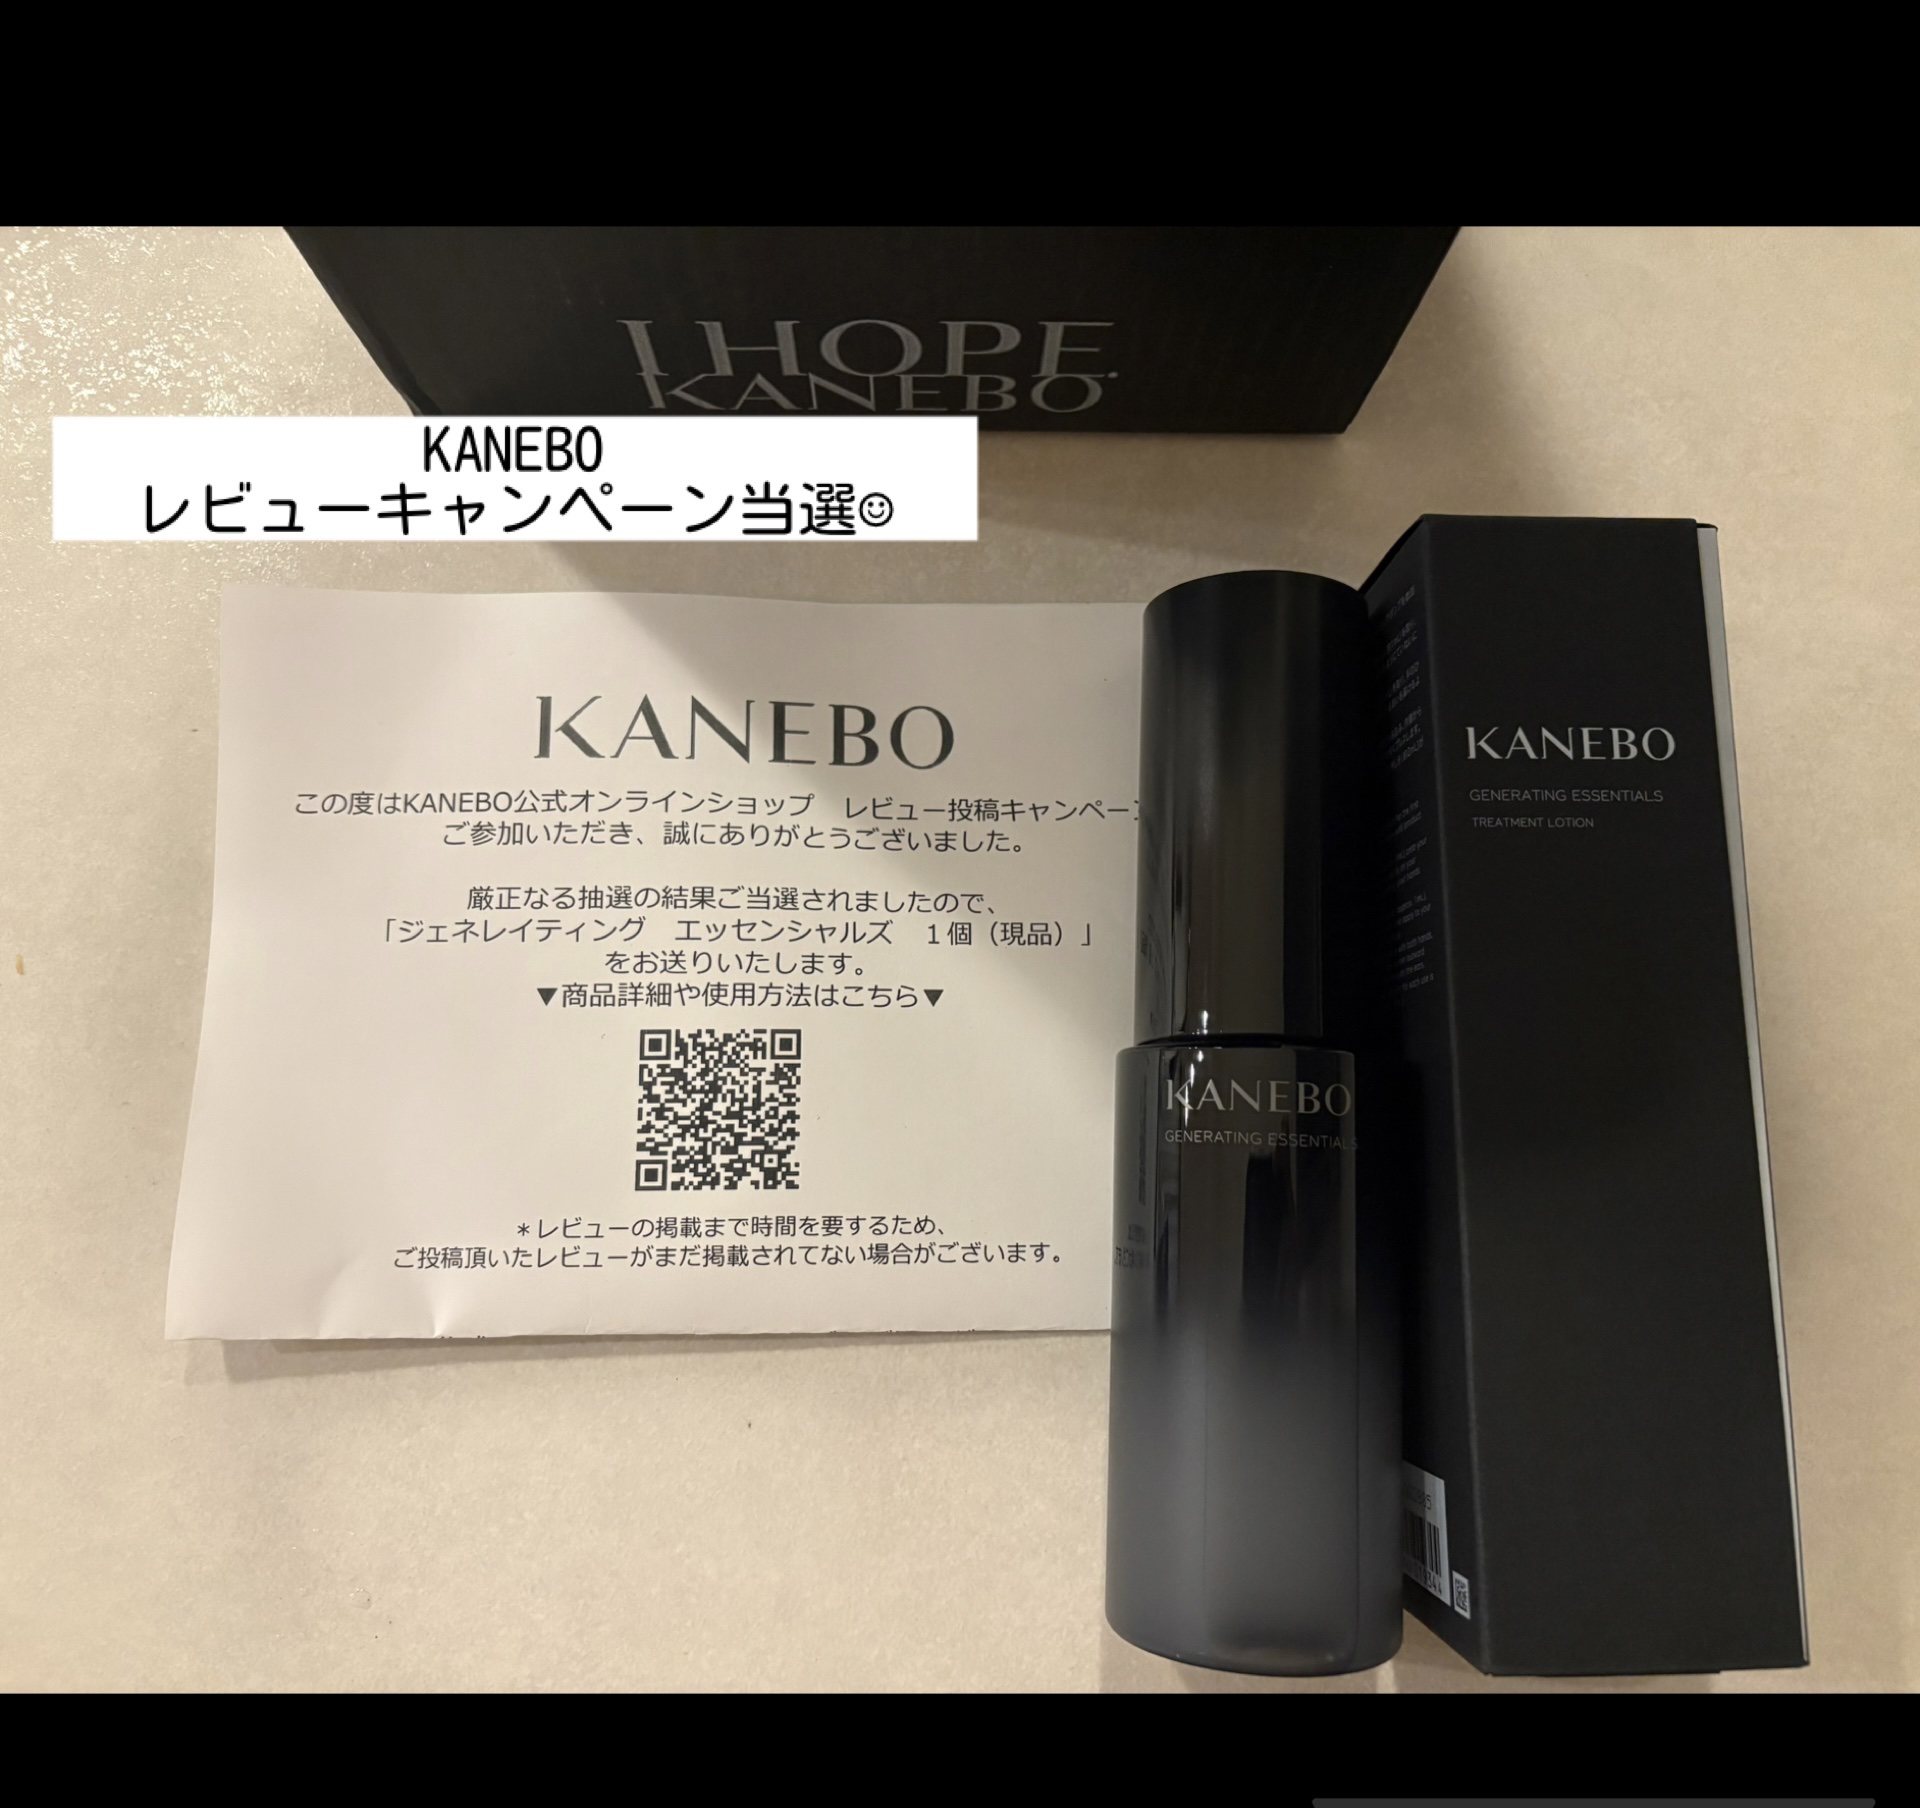 I HOPE.
KANEBO
KANEBO
レビューキャンペーン当選☺
KANEBO
この度はKANEBO公式オンラインショップ　レビュー投稿キャンペー
ご参加いただき、誠にありがとうございました。
厳正なる抽選の結果ご当選されましたので、
「ジェネレイティング　エッセンシャルズ　１個（現品）」
をお送りいたします。
▼商品詳細や使用方法はこちら▼
＊レビューの掲載まで時間を要するため、
ご投稿頂いたレビューがまだ掲載されてない場合がございます。
KANEBO
GENERATING ESSENTIALS
KANEBO
GENERATING ESSENTIALS
TREATMENT LOTION